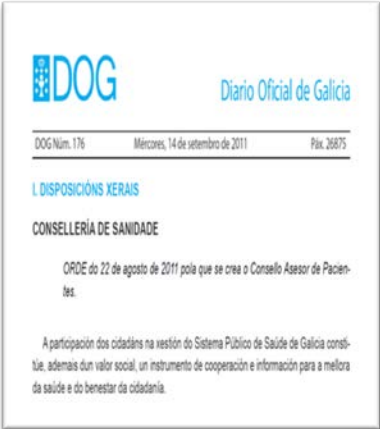 DOG
Diario Oficial de Galicia
DOG Núm. 176 Mércores, 14 de setembro de 2011 Páx. 26875
I. DISPOSICIÓNS XERAIS
CONSELLERÍA DE SANIDADE
ORDE do 22 de agosto de 2011 pola que se crea o Consello Asesor de Pacien-
tes.
A participación dos cidadáns na xestión do Sistema Público de Saúde de Galicia consti-
túe, ademais dun valor social, un instrumento de cooperación e información para a mellora
da saúde e do benestar da cidadanía.